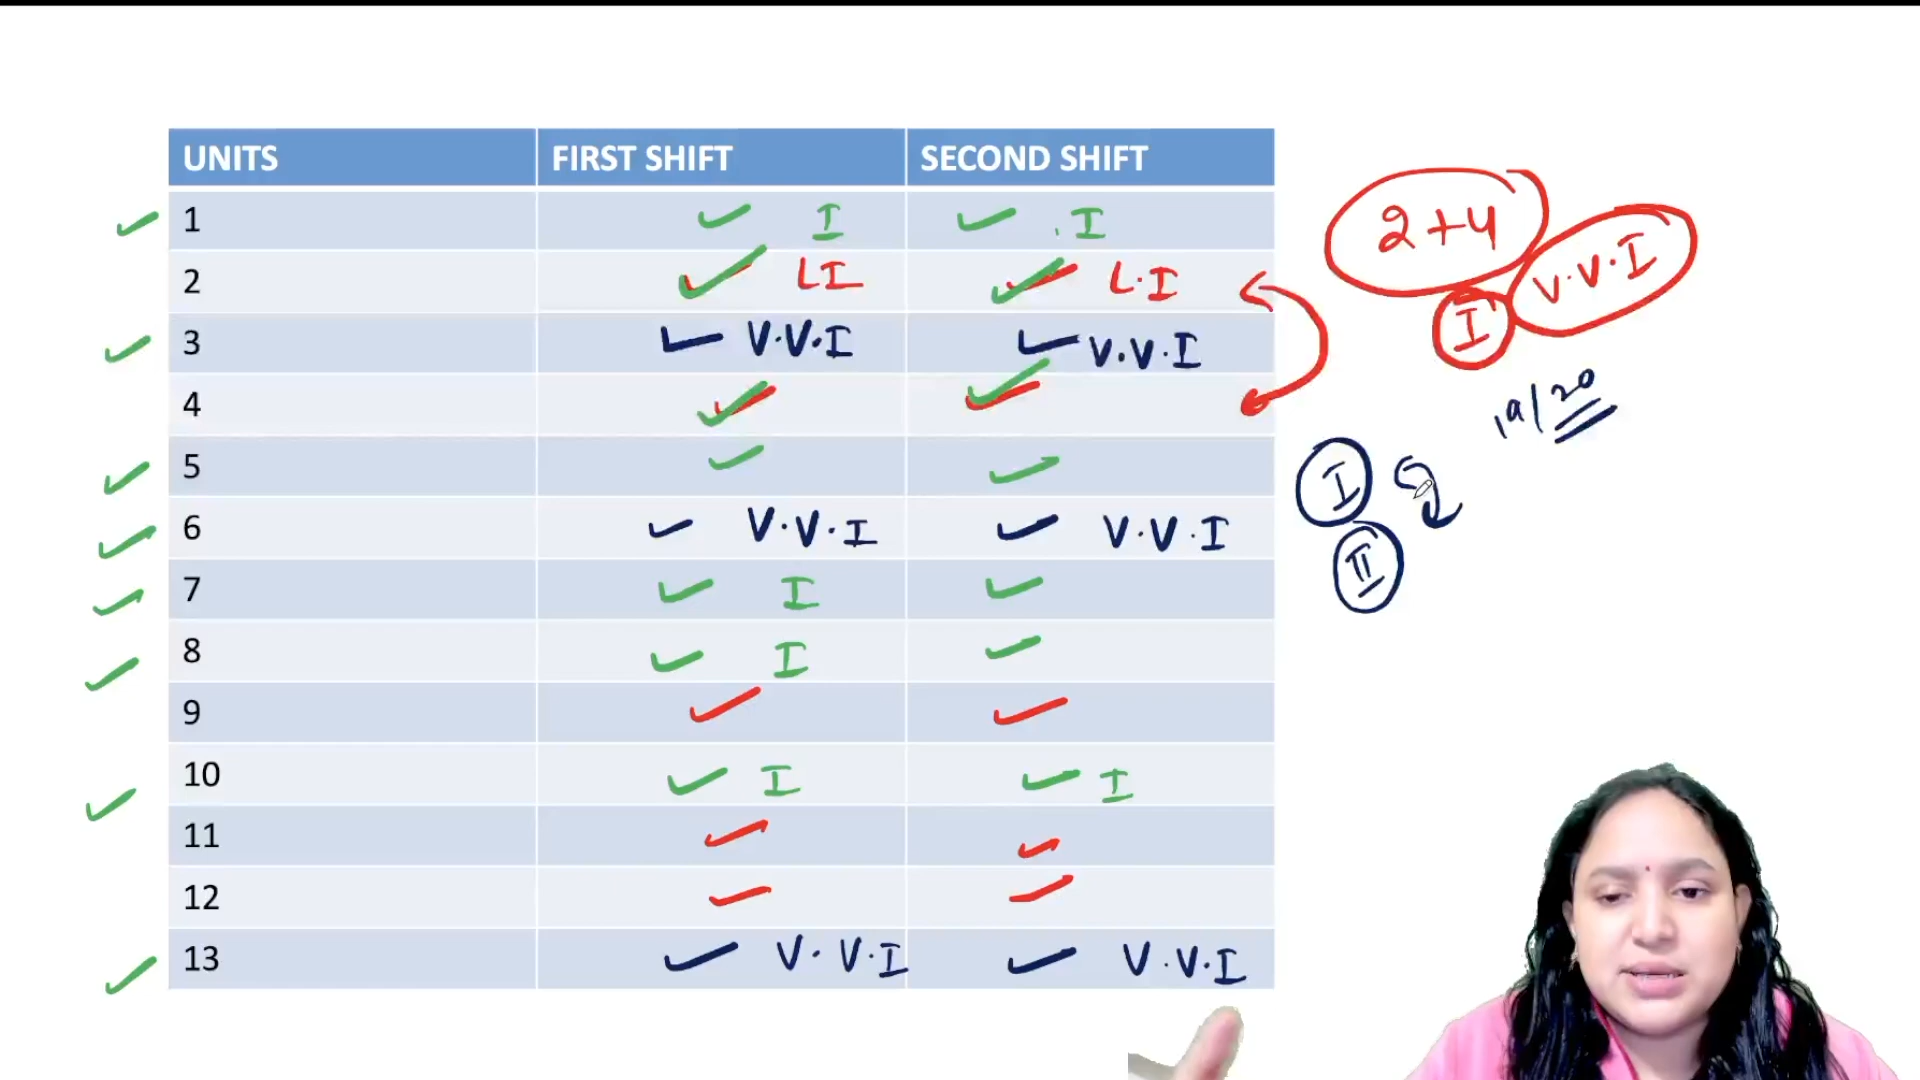 UNITS FIRST SHIFT SECOND SHIFT
1 I I
2 LI L.I
3 V.V.I V.V.I
4
5
6 V.V.I V.V.I
7 I
8 I
9
10 I I
11
12
13 V.V.I V.V.I
2+4
V.V.I
I
19/20
I
II